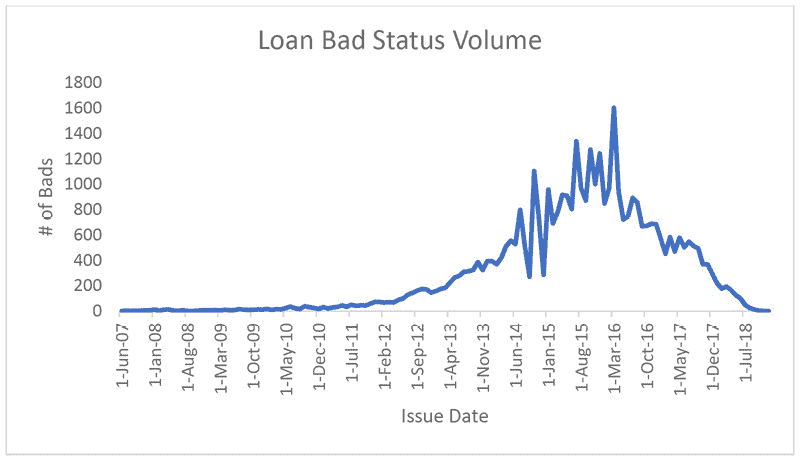 Loan Bad Status Volume
1800
1600
1400
1200
1000
800
600
400
200
0
# of Bads
1-Jun-07
1-Jan-08
1-Aug-08
1-Mar-09
1-Oct-09
1-May-10
1-Dec-10
1-Jul-11
1-Feb-12
1-Sep-12
1-Apr-13
1-Nov-13
1-Jun-14
1-Jan-15
1-Aug-15
1-Mar-16
1-Oct-16
1-May-17
1-Dec-17
1-Jul-18
Issue Date